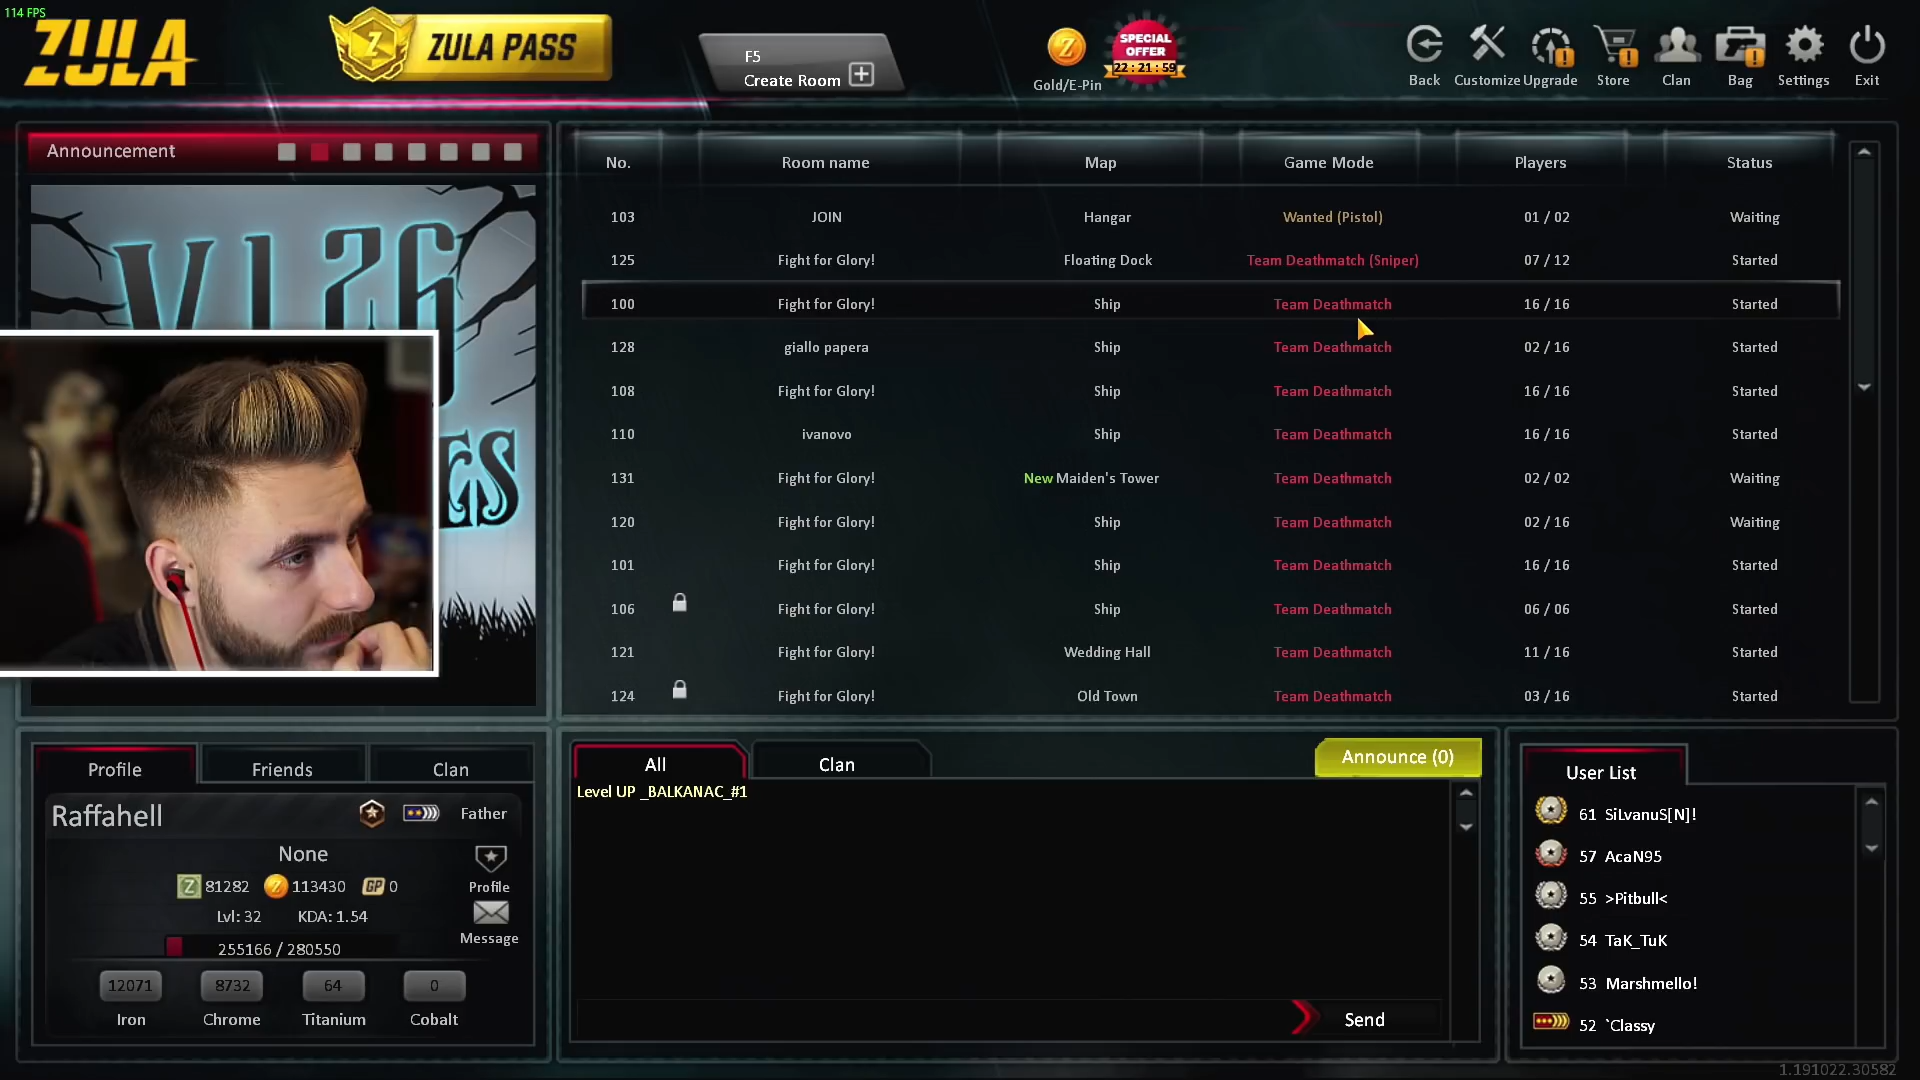 114 FPS
ZULA
ZULA PASS
F5
Create Room
Gold/E-Pin
SPECIAL
OFFER
22:21:59
Back
Customize
Upgrade
Store
Clan
Bag
Settings
Exit
Announcement
V.126
No. Room name Map Game Mode Players Status
103 JOIN Hangar Wanted (Pistol) 01 / 02 Waiting
125 Fight for Glory! Floating Dock Team Deathmatch (Sniper) 07 / 12 Started
100 Fight for Glory! Ship Team Deathmatch 16 / 16 Started
128 giallo papera Ship Team Deathmatch 02 / 16 Started
108 Fight for Glory! Ship Team Deathmatch 16 / 16 Started
110 ivanovo Ship Team Deathmatch 16 / 16 Started
131 Fight for Glory! New Maiden's Tower Team Deathmatch 02 / 02 Waiting
120 Fight for Glory! Ship Team Deathmatch 02 / 16 Waiting
101 Fight for Glory! Ship Team Deathmatch 16 / 16 Started
106 Fight for Glory! Ship Team Deathmatch 06 / 06 Started
121 Fight for Glory! Wedding Hall Team Deathmatch 11 / 16 Started
124 Fight for Glory! Old Town Team Deathmatch 03 / 16 Started
Profile Friends Clan
Raffahell Father
None
81282 113430 GP 0
Profile
Lvl: 32 KDA: 1.54
Message
255166 / 280550
12071 8732 64 0
Iron Chrome Titanium Cobalt
All Clan Announce (0)
Level UP _BALKANAC_#1
Send
User List
61 SiLvanuS[N]!
57 AcaN95
55 >Pitbull<
54 TaK_TuK
53 Marshmello!
52 `Classy
1.191022.30582